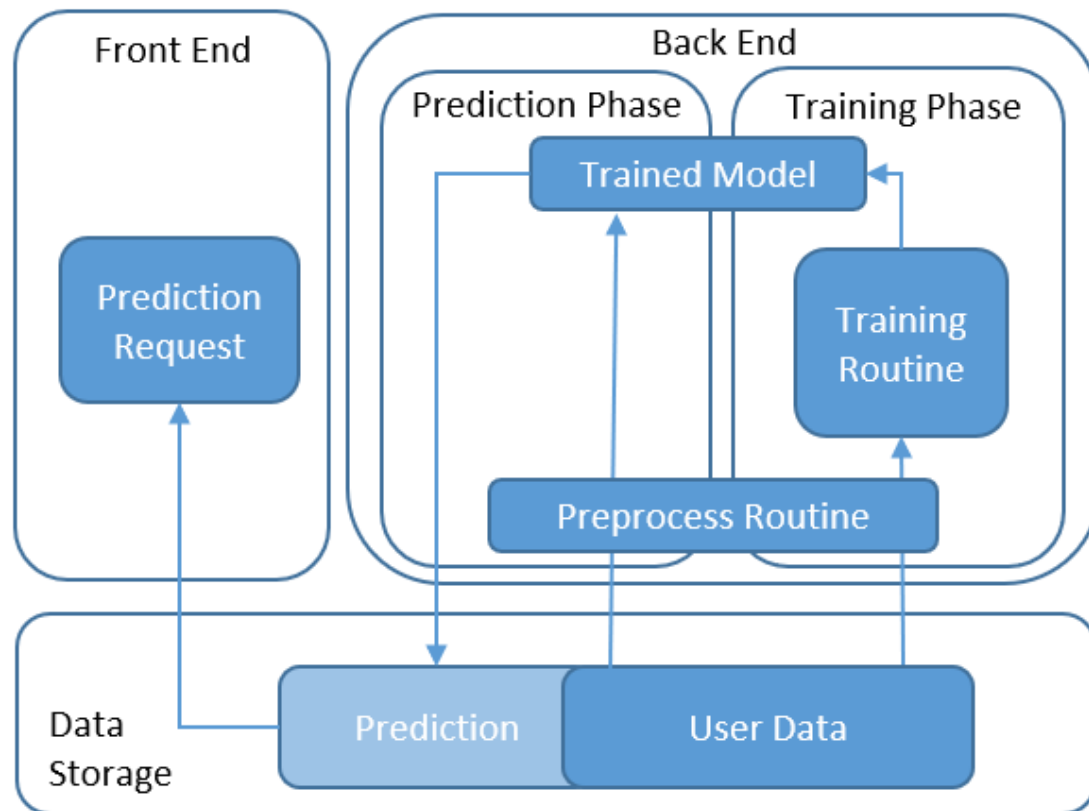 Front End
Back End
Prediction Phase
Training Phase
Trained Model
Prediction
Request
Training
Routine
Preprocess Routine
Data
Storage
Prediction
User Data